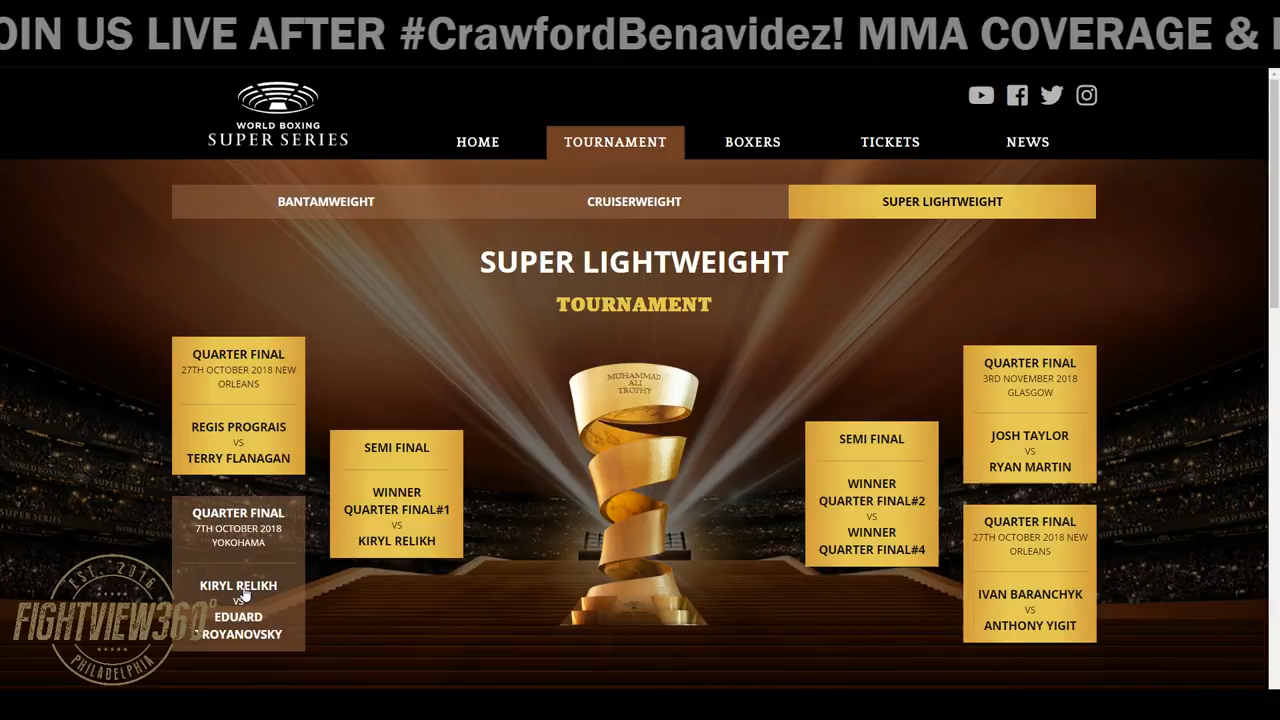 OIN US LIVE AFTER #CrawfordBenavidez! MMA COVERAGE &
WORLD BOXING
SUPER SERIES
HOME
TOURNAMENT
BOXERS
TICKETS
NEWS
BANTAMWEIGHT
CRUISERWEIGHT
SUPER LIGHTWEIGHT
SUPER LIGHTWEIGHT
TOURNAMENT
QUARTER FINAL
27TH OCTOBER 2018 NEW
ORLEANS
REGIS PROGRAIS
VS
TERRY FLANAGAN
QUARTER FINAL
7TH OCTOBER 2018
YOKOHAMA
KIRYL RELIKH
VS
EDUARD
TROYANOVSKY
SEMI FINAL
WINNER
QUARTER FINAL#1
VS
KIRYL RELIKH
MUHAMMAD
ALI
TROPHY
SEMI FINAL
WINNER
QUARTER FINAL#2
VS
WINNER
QUARTER FINAL#4
QUARTER FINAL
3RD NOVEMBER 2018
GLASGOW
JOSH TAYLOR
VS
RYAN MARTIN
QUARTER FINAL
27TH OCTOBER 2018 NEW
ORLEANS
IVAN BARANCHYK
VS
ANTHONY YIGIT
EST. 2016
FIGHTVIEW360°
PHILADELPHIA